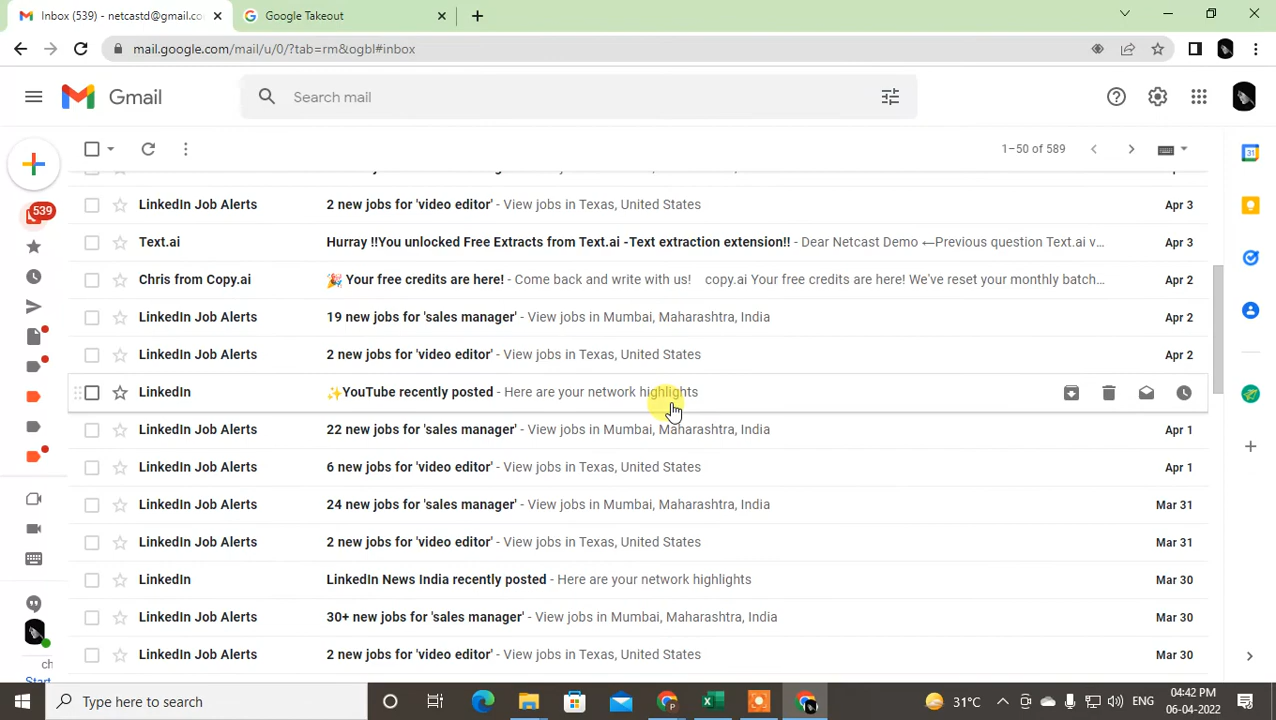 Inbox (539) - netcastd@gmail.co
Google Takeout
mail.google.com/mail/u/0/?tab=rm&ogbl#inbox
Gmail
Search mail
1–50 of 589
539
31
LinkedIn Job Alerts 2 new jobs for 'video editor' - View jobs in Texas, United States Apr 3
Text.ai Hurray !!You unlocked Free Extracts from Text.ai -Text extraction extension!! - Dear Netcast Demo ←Previous question Text.ai v... Apr 3
Chris from Copy.ai 🎉 Your free credits are here! - Come back and write with us! copy.ai Your free credits are here! We've reset your monthly batch... Apr 2
LinkedIn Job Alerts 19 new jobs for 'sales manager' - View jobs in Mumbai, Maharashtra, India Apr 2
LinkedIn Job Alerts 2 new jobs for 'video editor' - View jobs in Texas, United States Apr 2
LinkedIn ✨YouTube recently posted - Here are your network highlights
LinkedIn Job Alerts 22 new jobs for 'sales manager' - View jobs in Mumbai, Maharashtra, India Apr 1
LinkedIn Job Alerts 6 new jobs for 'video editor' - View jobs in Texas, United States Apr 1
LinkedIn Job Alerts 24 new jobs for 'sales manager' - View jobs in Mumbai, Maharashtra, India Mar 31
LinkedIn Job Alerts 2 new jobs for 'video editor' - View jobs in Texas, United States Mar 31
LinkedIn LinkedIn News India recently posted - Here are your network highlights Mar 30
LinkedIn Job Alerts 30+ new jobs for 'sales manager' - View jobs in Mumbai, Maharashtra, India Mar 30
LinkedIn Job Alerts 2 new jobs for 'video editor' - View jobs in Texas, United States Mar 30
ch
Start
Type here to search
31°C
ENG
04:42 PM
06-04-2022